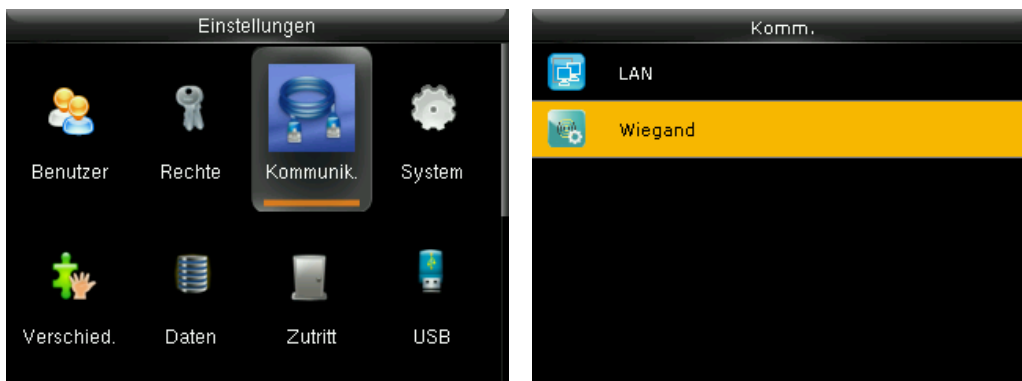 Einstellungen
Benutzer
Rechte
Kommunik.
System
Verschied.
Daten
Zutritt
USB
Komm.
LAN
Wiegand